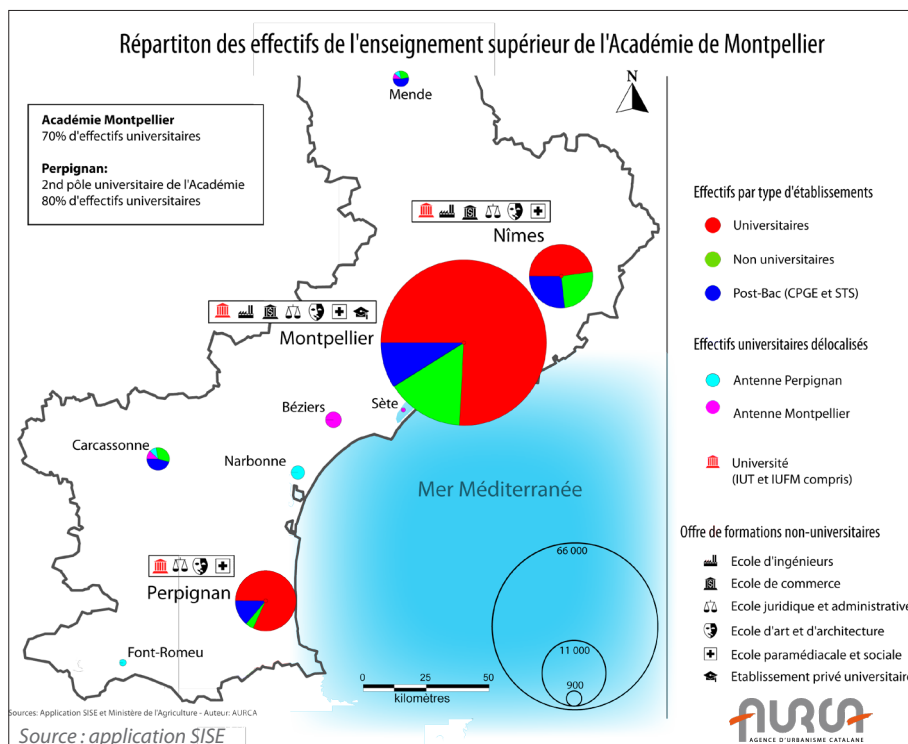 Répartiton des effectifs de l'enseignement supérieur de l'Académie de Montpellier
Mende
N
Académie Montpellier
70% d'effectifs universitaires
Perpignan:
2nd pôle universitaire de l'Académie
80% d'effectifs universitaires
Nîmes
Montpellier
Béziers
Sète
Carcassonne
Narbonne
Mer Méditerranée
Perpignan
Font-Romeu
Effectifs par type d'établissements
Universitaires
Non universitaires
Post-Bac (CPGE et STS)
Effectifs universitaires délocalisés
Antenne Perpignan
Antenne Montpellier
Université
(IUT et IUFM compris)
Offre de formations non-universitaires
Ecole d'ingénieurs
Ecole de commerce
Ecole juridique et administrative
Ecole d'art et d'architecture
Ecole paramédiacale et sociale
Etablissement privé universitair
66 000
11 000
900
0 25 50
kilomètres
Sources: Application SISE et Ministère de l'Agriculture - Auteur: AURCA
Source : application SISE
AURCA
AGENCE D'URBANISME CATALANE